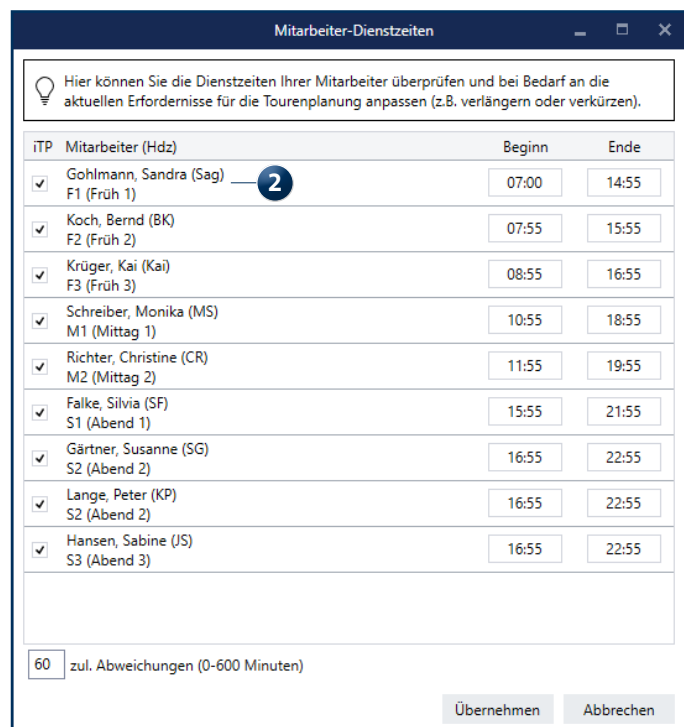 Mitarbeiter-Dienstzeiten
Hier können Sie die Dienstzeiten Ihrer Mitarbeiter überprüfen und bei Bedarf an die
aktuellen Erfordernisse für die Tourenplanung anpassen (z.B. verlängern oder verkürzen).
iTP Mitarbeiter (Hdz) Beginn Ende
Gohlmann, Sandra (Sag) 2 07:00 14:55
F1 (Früh 1)
Koch, Bernd (BK) 07:55 15:55
F2 (Früh 2)
Krüger, Kai (Kai) 08:55 16:55
F3 (Früh 3)
Schreiber, Monika (MS) 10:55 18:55
M1 (Mittag 1)
Richter, Christine (CR) 11:55 19:55
M2 (Mittag 2)
Falke, Silvia (SF) 15:55 21:55
S1 (Abend 1)
Gärtner, Susanne (SG) 16:55 22:55
S2 (Abend 2)
Lange, Peter (KP) 16:55 22:55
S2 (Abend 2)
Hansen, Sabine (JS) 16:55 22:55
S3 (Abend 3)
60 zul. Abweichungen (0-600 Minuten)
Übernehmen Abbrechen